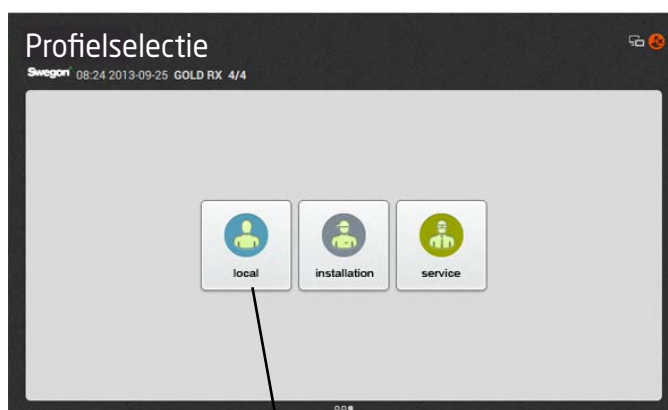 Profielselectie
Swegon 08:24 2013-09-25 GOLD RX 4/4
local
installation
service